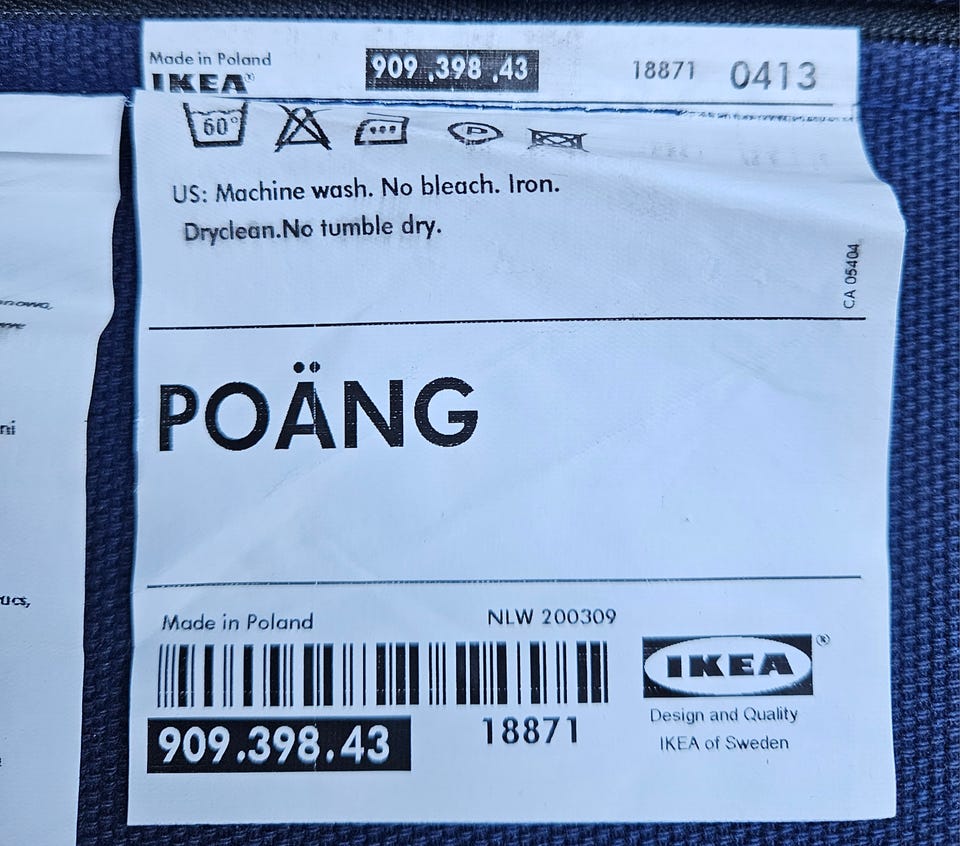 Made in Poland
IKEA®
909.398.43
18871
0413
60°
P
US: Machine wash. No bleach. Iron.
Dryclean.No tumble dry.
CA 05404
POÄNG
Made in Poland
NLW 200309
909.398.43
18871
IKEA®
Design and Quality
IKEA of Sweden